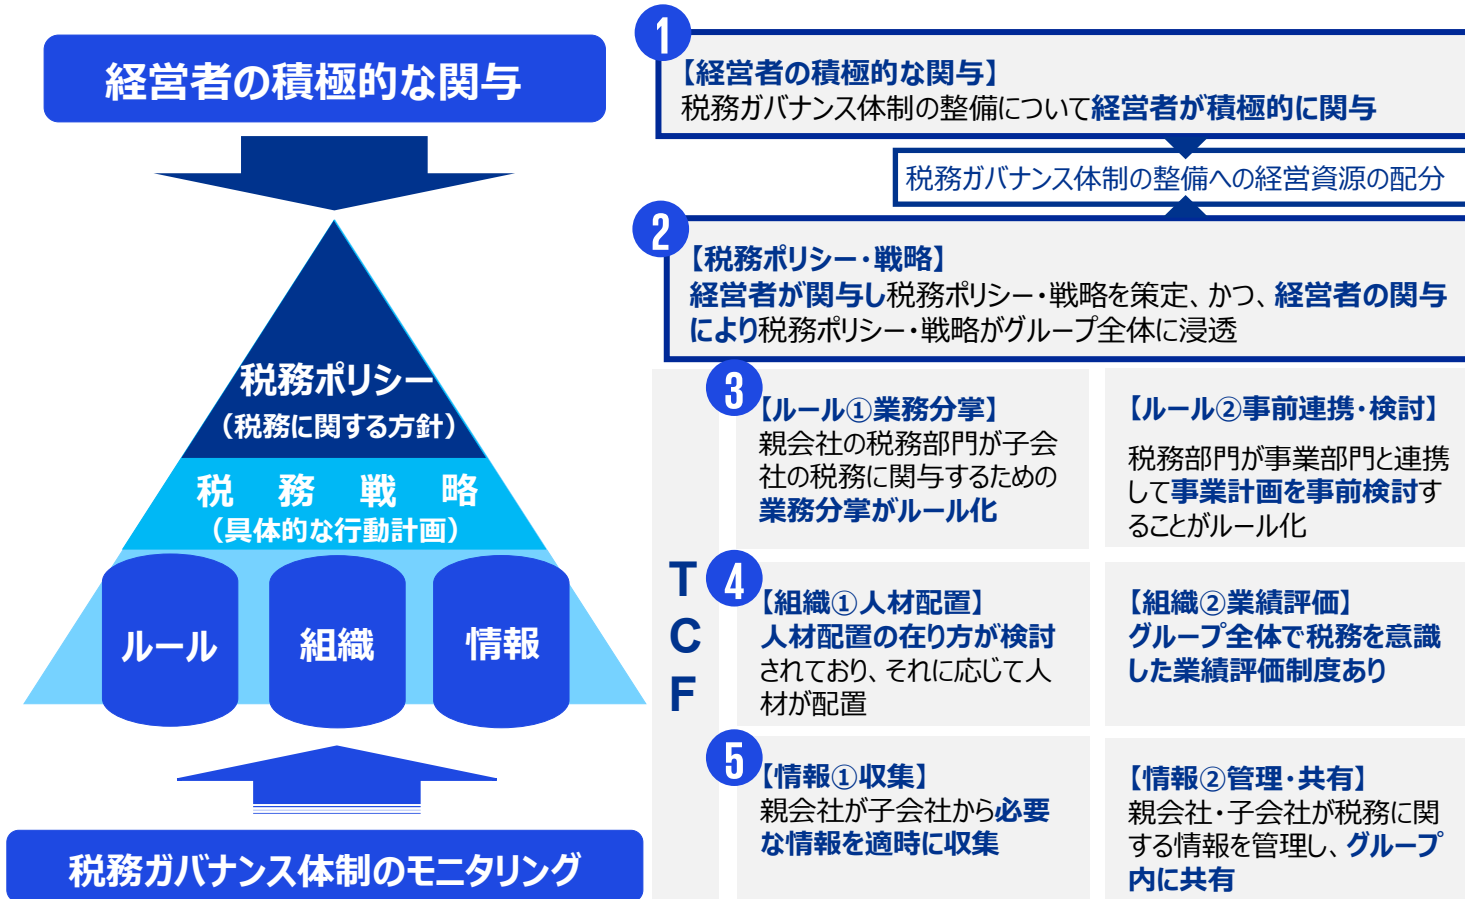 経営者の積極的な関与
税務ポリシー
（税務に関する方針）
税務戦略
（具体的な行動計画）
ルール
組織
情報
税務ガバナンス体制のモニタリング
1
【経営者の積極的な関与】
税務ガバナンス体制の整備について経営者が積極的に関与
税務ガバナンス体制の整備への経営資源の配分
2
【税務ポリシー・戦略】
経営者が関与し税務ポリシー・戦略を策定、かつ、経営者の関与
により税務ポリシー・戦略がグループ全体に浸透
T
C
F
3
【ルール①業務分掌】
親会社の税務部門が子会
社の税務に関与するための
業務分掌がルール化
【ルール②事前連携・検討】
税務部門が事業部門と連携
して事業計画を事前検討す
ることがルール化
4
【組織①人材配置】
人材配置の在り方が検討
されており、それに応じて人
材が配置
【組織②業績評価】
グループ全体で税務を意識
した業績評価制度あり
5
【情報①収集】
親会社が子会社から必要
な情報を適時に収集
【情報②管理・共有】
親会社・子会社が税務に関
する情報を管理し、グループ
内に共有